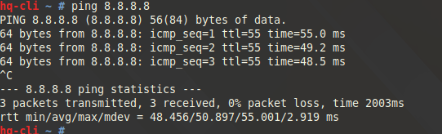 hq-cli ~ # ping 8.8.8.8
PING 8.8.8.8 (8.8.8.8) 56(84) bytes of data.
64 bytes from 8.8.8.8: icmp_seq=1 ttl=55 time=55.0 ms
64 bytes from 8.8.8.8: icmp_seq=2 ttl=55 time=49.2 ms
64 bytes from 8.8.8.8: icmp_seq=3 ttl=55 time=48.5 ms
^C
--- 8.8.8.8 ping statistics ---
3 packets transmitted, 3 received, 0% packet loss, time 2003ms
rtt min/avg/max/mdev = 48.456/50.897/55.001/2.919 ms
hq-cli ~ #